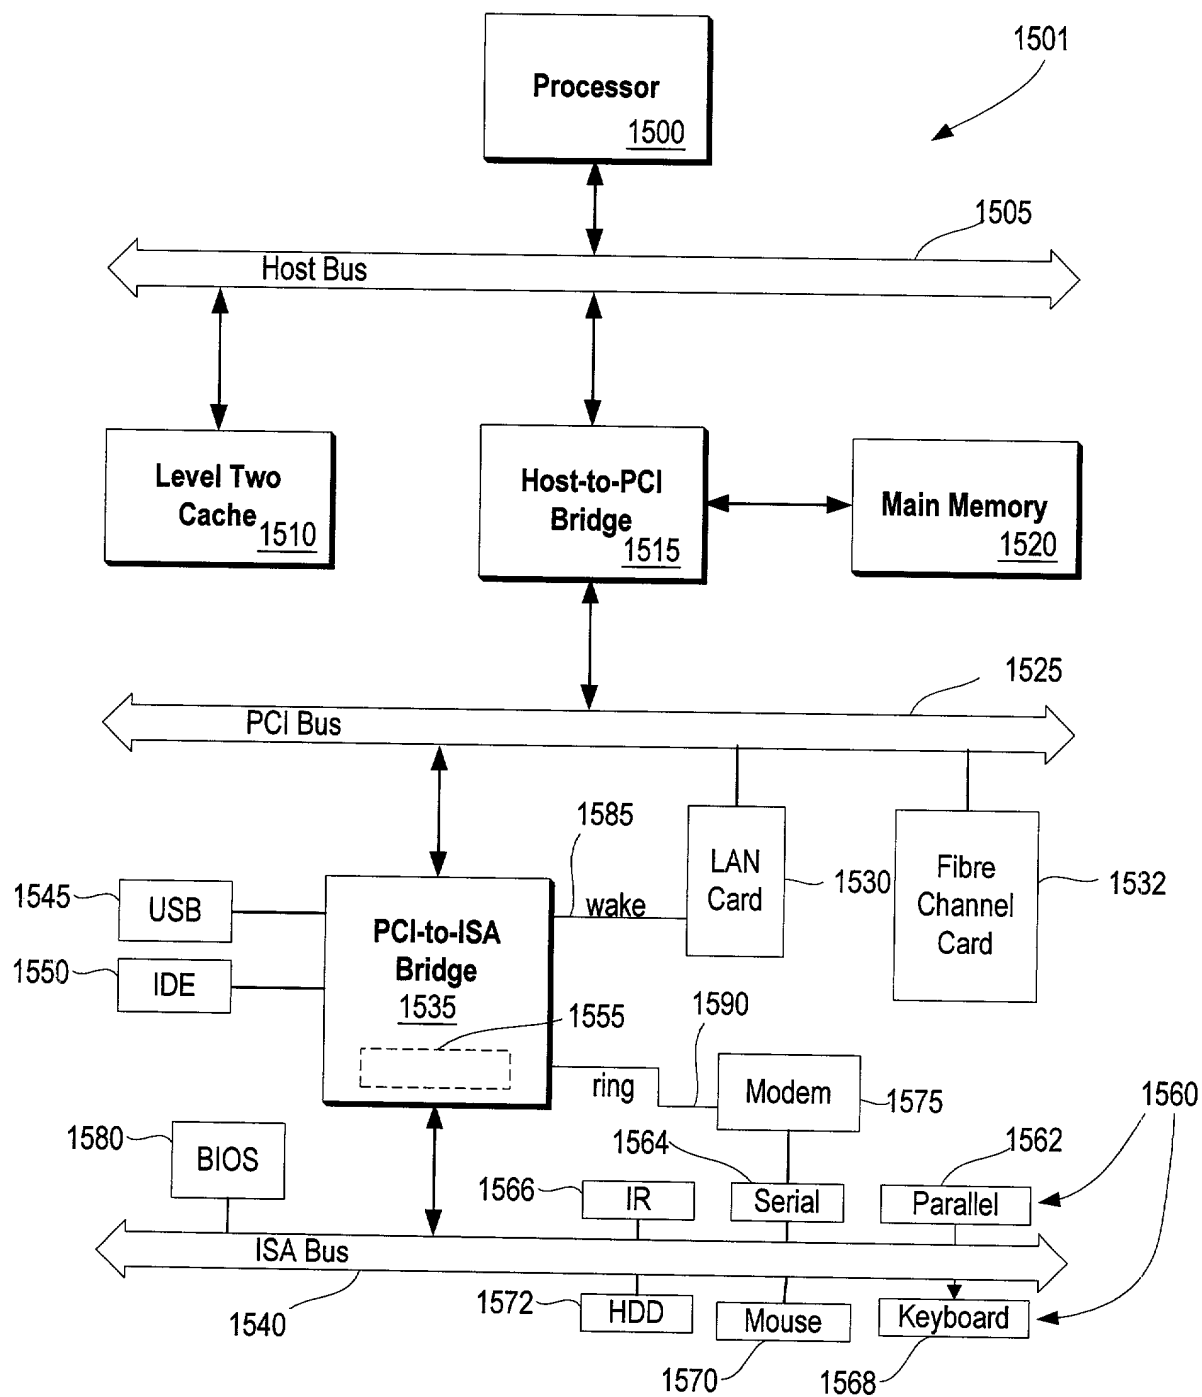 1501
Processor
1500
1505
Host Bus
Level Two
Cache
1510
Host-to-PCI
Bridge
1515
Main Memory
1520
1525
PCI Bus
1585
wake
LAN
Card
1530
Fibre
Channel
Card
1532
1545
USB
1550
IDE
PCI-to-ISA
Bridge
1535
1555
1590
ring
Modem
1575
1560
1580
BIOS
1564
1562
1566
IR
Serial
Parallel
ISA Bus
1540
1572
HDD
Mouse
Keyboard
1570
1568